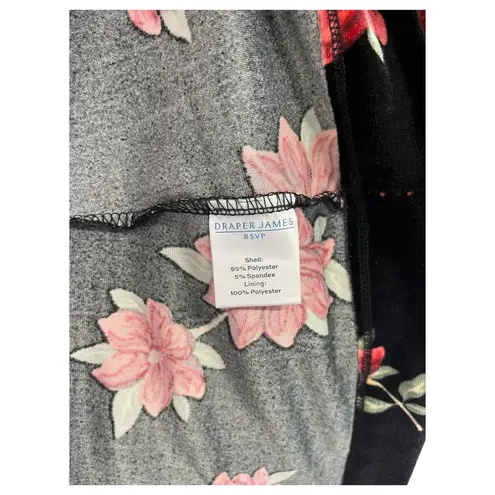 DRAPER JAMES
RSVP
Shell:
95% Polyester
5% Spandex
Lining:
100% Polyester